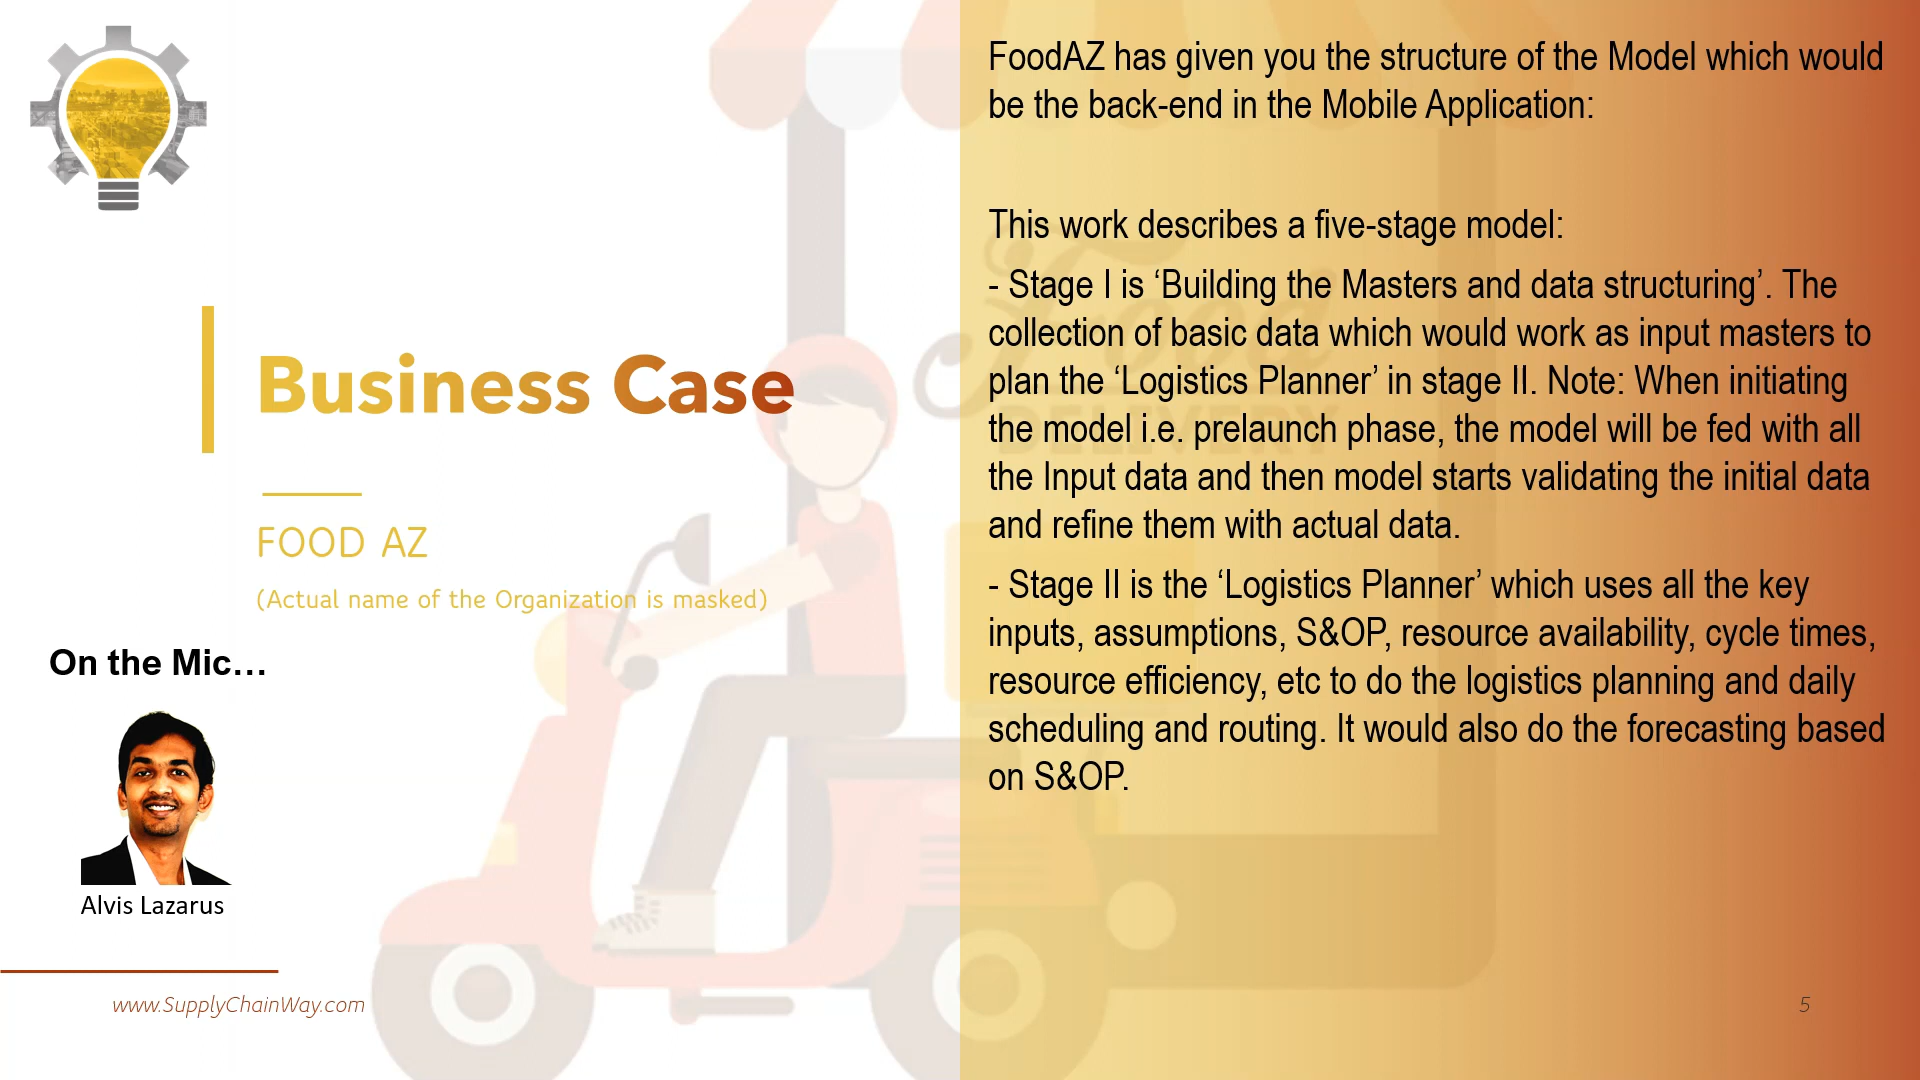 Business Case
FOOD AZ
(Actual name of the Organization is masked)
On the Mic…
Alvis Lazarus
www.SupplyChainWay.com
FoodAZ has given you the structure of the Model which would
be the back-end in the Mobile Application:
This work describes a five-stage model:
- Stage I is ‘Building the Masters and data structuring’. The
collection of basic data which would work as input masters to
plan the ‘Logistics Planner’ in stage II. Note: When initiating
the model i.e. prelaunch phase, the model will be fed with all
the Input data and then model starts validating the initial data
and refine them with actual data.
- Stage II is the ‘Logistics Planner’ which uses all the key
inputs, assumptions, S&OP, resource availability, cycle times,
resource efficiency, etc to do the logistics planning and daily
scheduling and routing. It would also do the forecasting based
on S&OP.
Food
DELIVERY
5